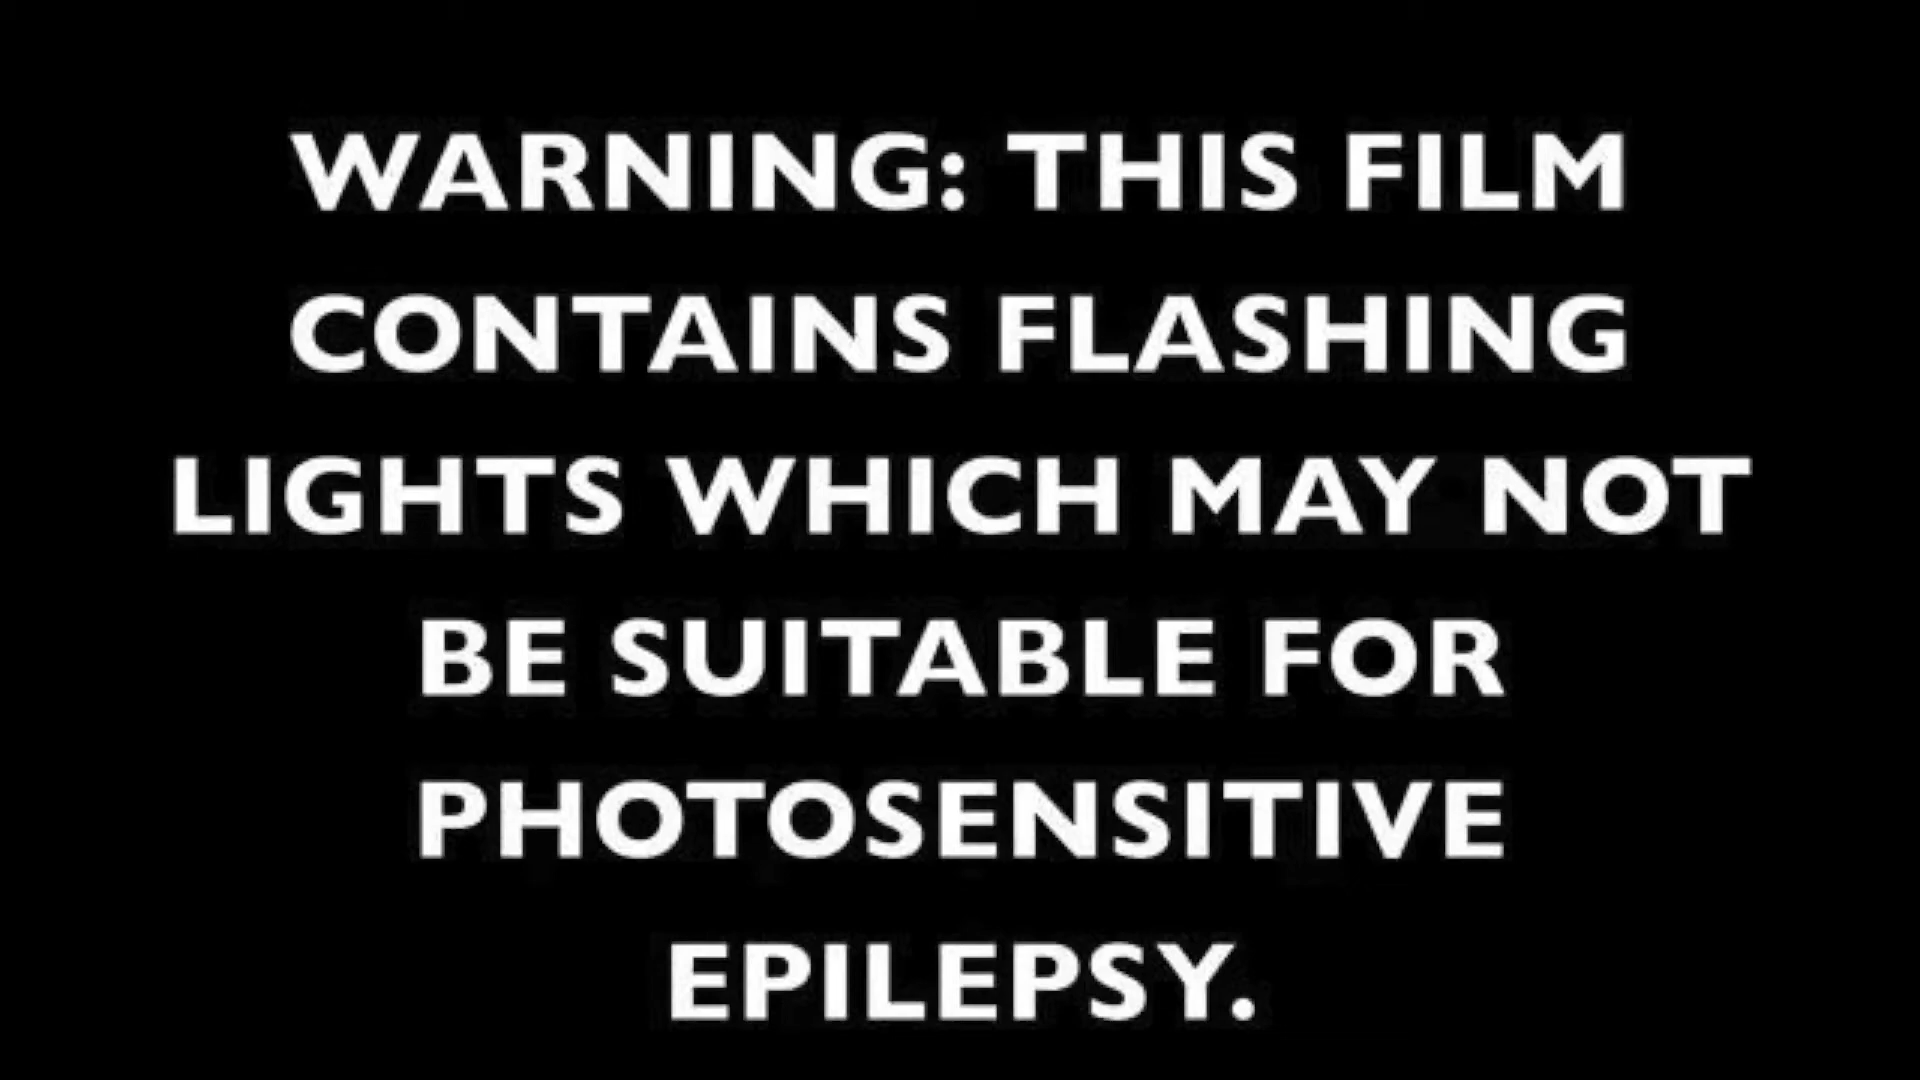 WARNING: THIS FILM
CONTAINS FLASHING
LIGHTS WHICH MAY NOT
BE SUITABLE FOR
PHOTOSENSITIVE
EPILEPSY.